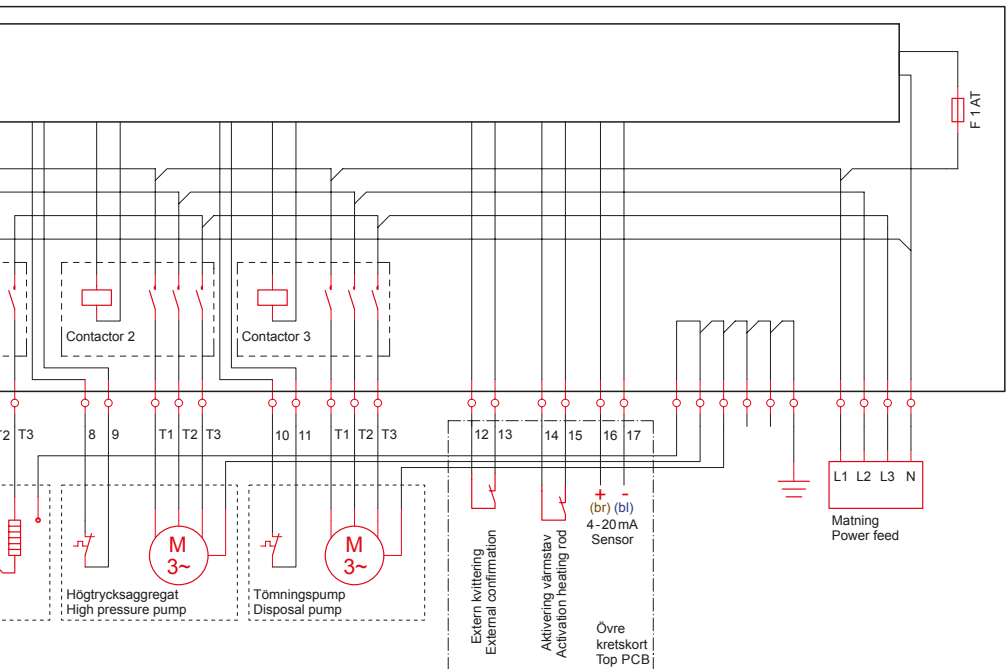 F 1 AT
Contactor 2
Contactor 3
T3
8
9
T1
T2
T3
10
11
T1
T2
T3
12
13
14
15
16
17
+
-
(br)
(bl)
4-20mA
Sensor
L1
L2
L3
N
Matning
Power feed
M
3~
M
3~
Högtrycksaggregat
High pressure pump
Tömningspump
Disposal pump
Extern kvittering
External confirmation
Aktivering värmstav
Activation heating rod
Övre
kretskort
Top PCB